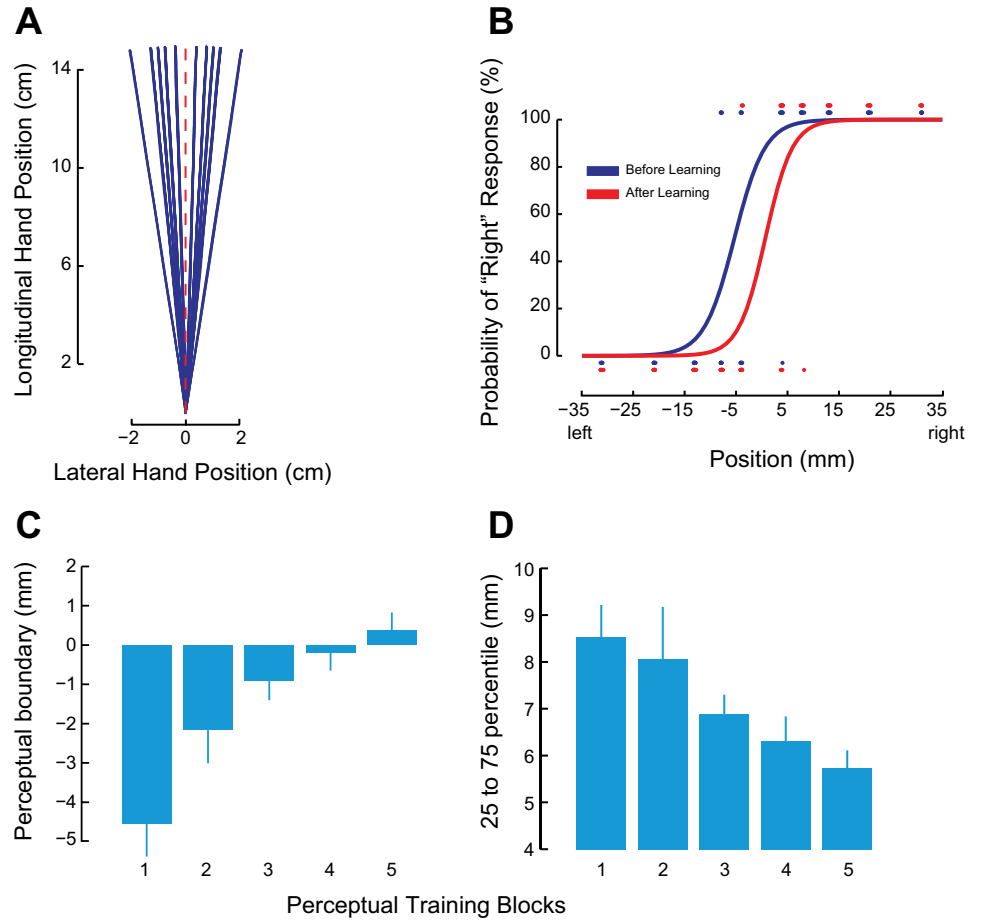 A
Longitudinal Hand Position (cm)
14
10
6
2
−2 0 2
Lateral Hand Position (cm)
B
Probability of “Right” Response (%)
100
80
60
40
20
0
Before Learning
After Learning
−35 −25 −15 -5 5 15 25 35
left right
Position (mm)
C
Perceptual boundary (mm)
2
1
0
−1
−2
−3
−4
−5
1 2 3 4 5
D
25 to 75 percentile (mm)
10
9
8
7
6
5
4
1 2 3 4 5
Perceptual Training Blocks